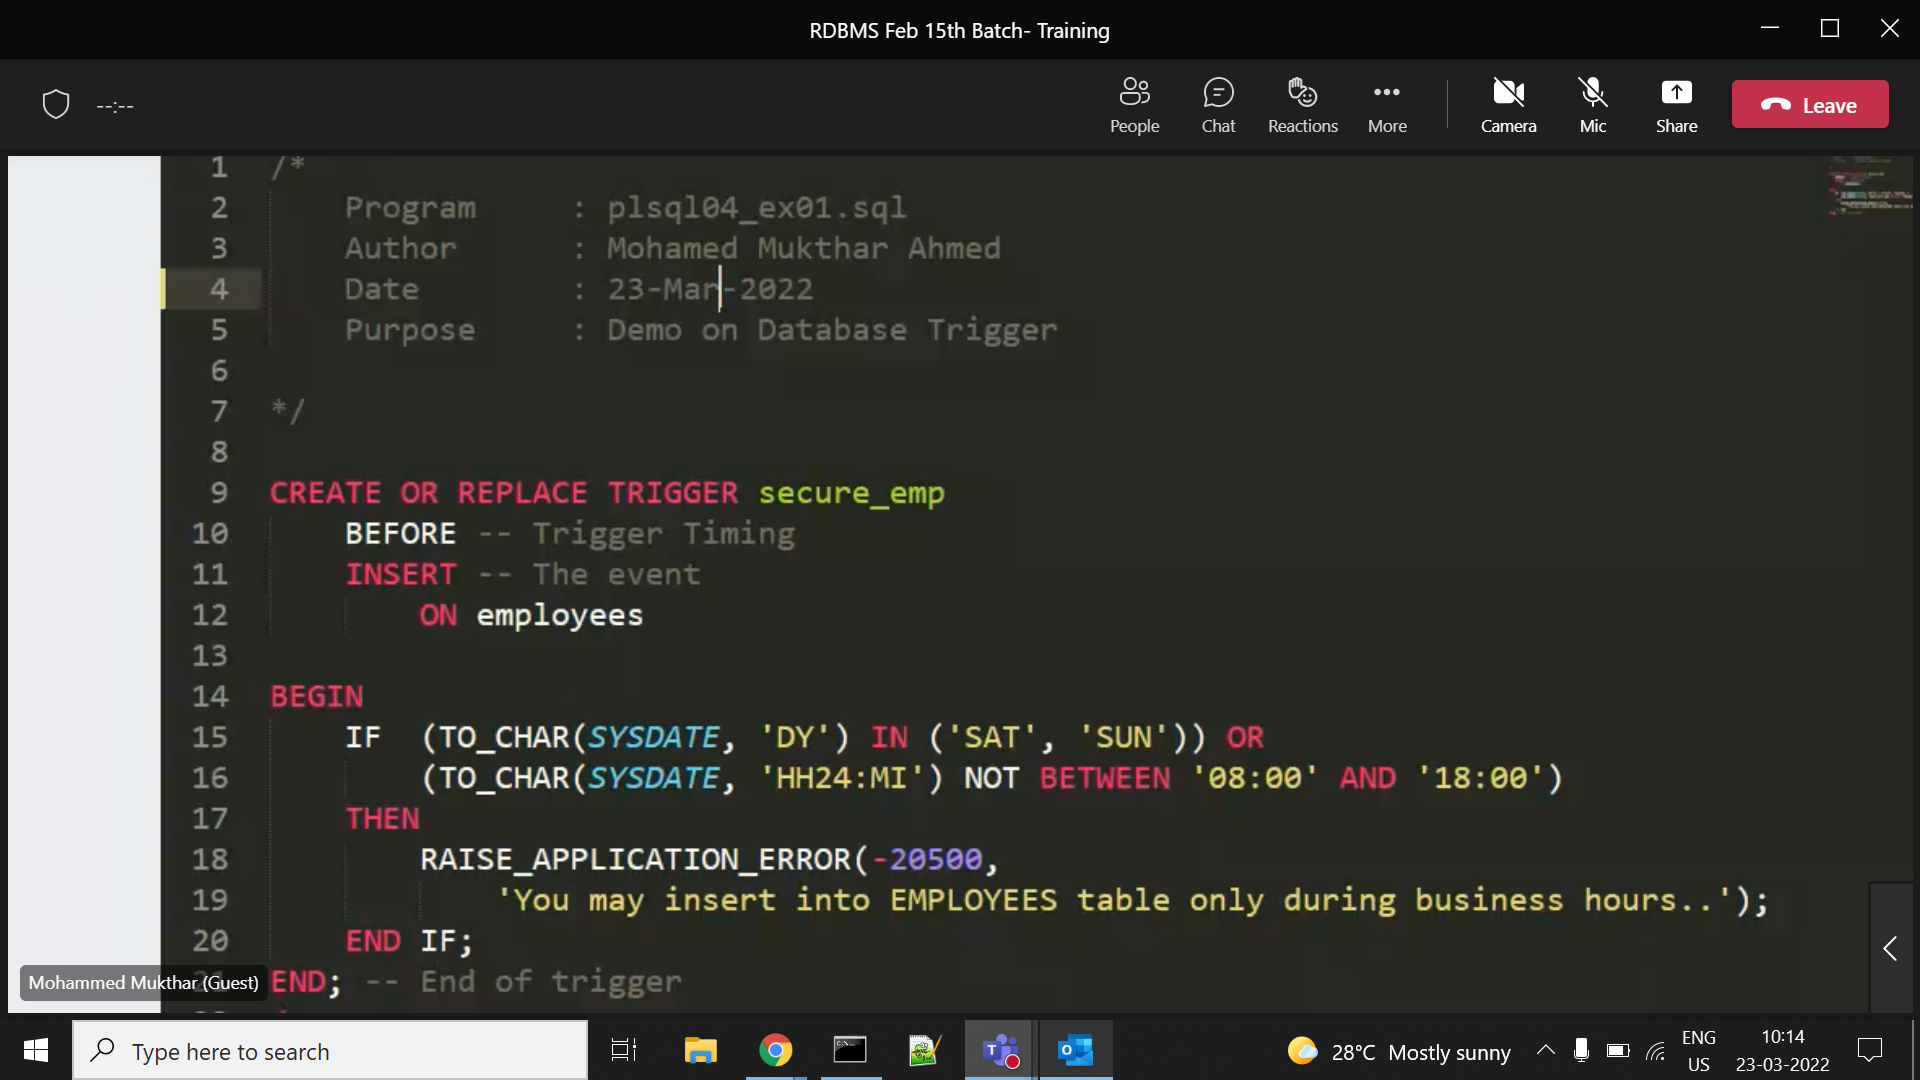 RDBMS Feb 15th Batch- Training
--:--
People
Chat
Reactions
More
Camera
Mic
Share
Leave
1 /*
2 Program : plsql04_ex01.sql
3 Author : Mohamed Mukthar Ahmed
4 Date : 23-Mar-2022
5 Purpose : Demo on Database Trigger
6
7 */
8
9 CREATE OR REPLACE TRIGGER secure_emp
10 BEFORE -- Trigger Timing
11 INSERT -- The event
12 ON employees
13
14 BEGIN
15 IF (TO_CHAR(SYSDATE, 'DY') IN ('SAT', 'SUN')) OR
16 (TO_CHAR(SYSDATE, 'HH24:MI') NOT BETWEEN '08:00' AND '18:00')
17 THEN
18 RAISE_APPLICATION_ERROR(-20500,
19 'You may insert into EMPLOYEES table only during business hours..');
20 END IF;
21 END; -- End of trigger
Mohammed Mukthar (Guest)
Type here to search
28°C Mostly sunny
ENG
US
10:14
23-03-2022